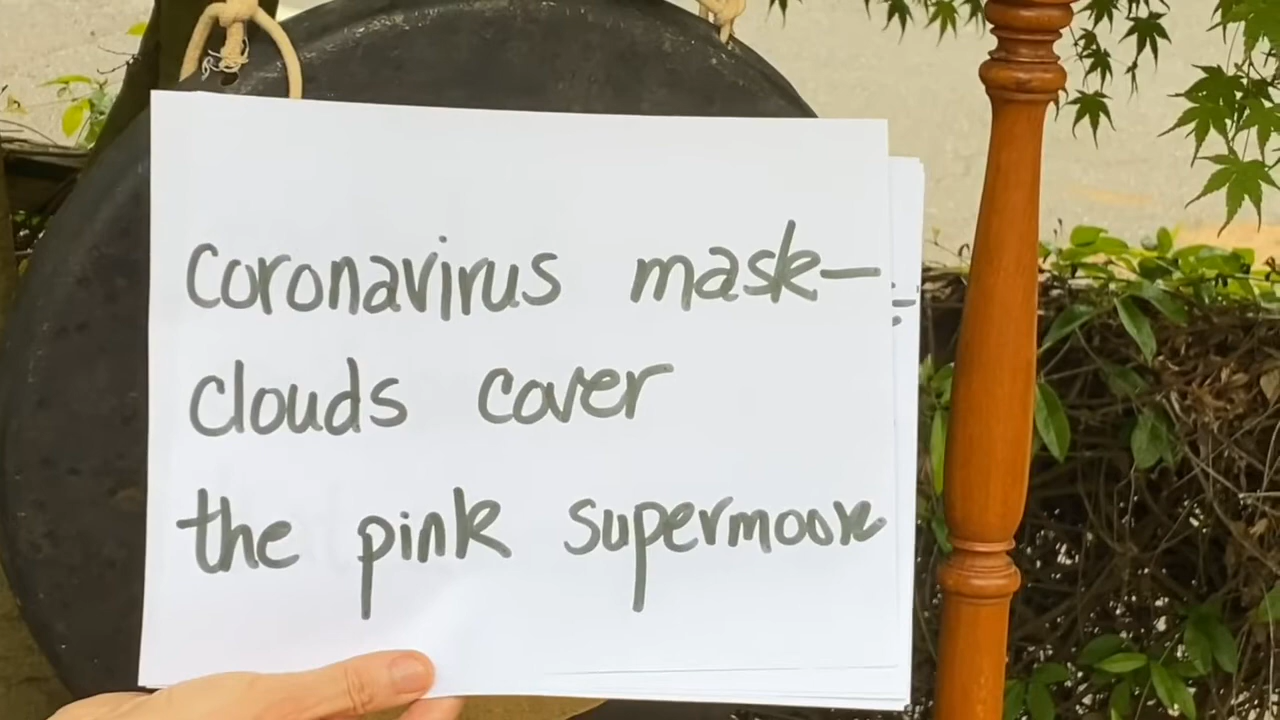 coronavirus mask—
clouds cover
the pink supermoon